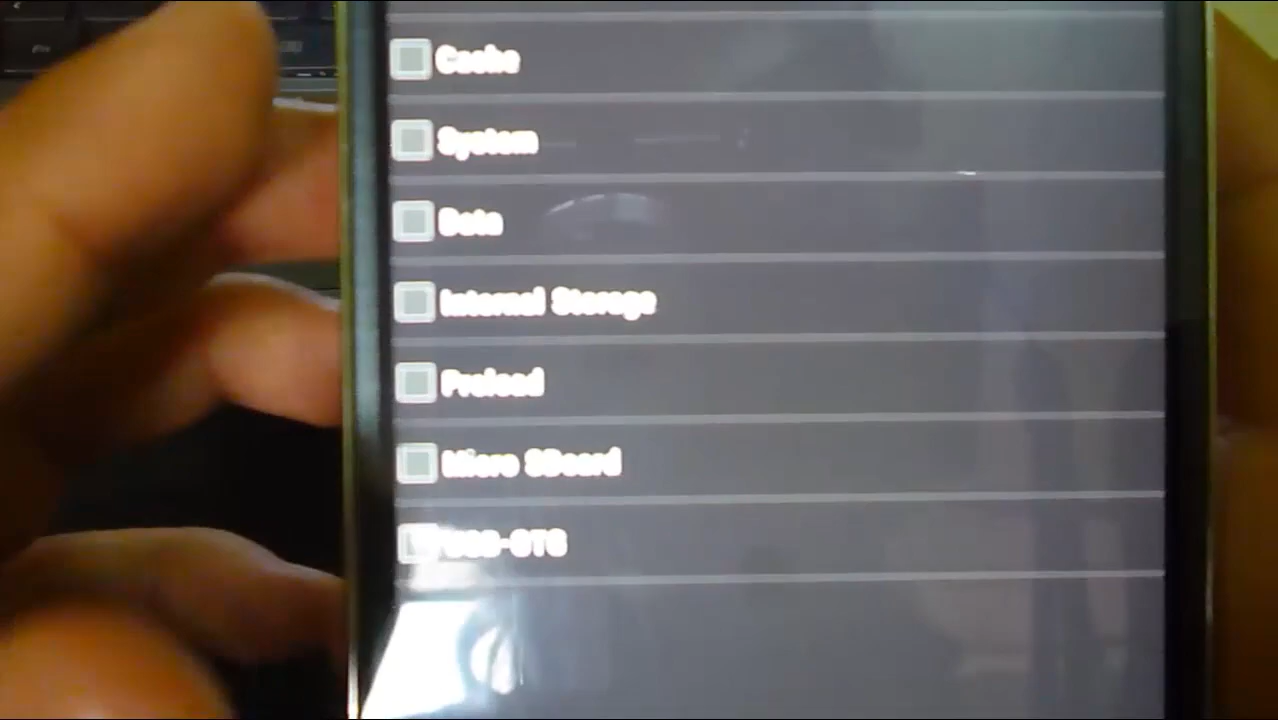 Cache
System
Data
Internal Storage
Preload
Micro SDcard
USB-OTG